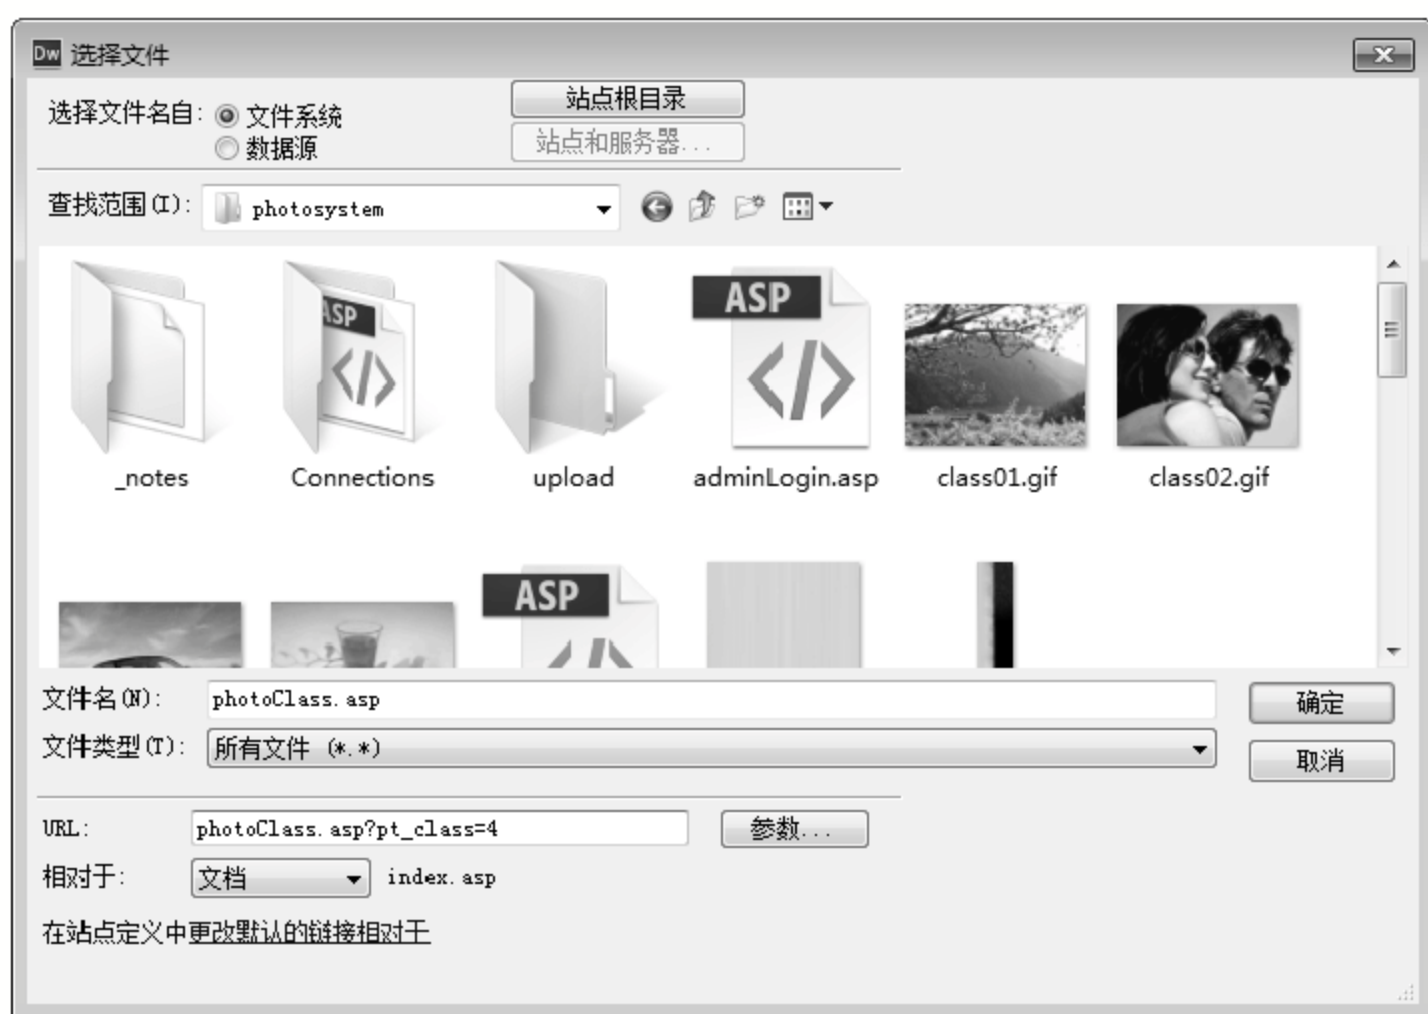 Dw 选择文件
选择文件名自: 文件系统
数据源
站点根目录
站点和服务器...
查找范围(I): photosystem
ASP
ASP
_notes Connections upload adminLogin.asp class01.gif class02.gif
ASP
文件名(N): photoClass.asp 确定
文件类型(T): 所有文件 (*.*) 取消
URL: photoClass.asp?pt_class=4 参数...
相对于: 文档 index.asp
在站点定义中更改默认的链接相对于